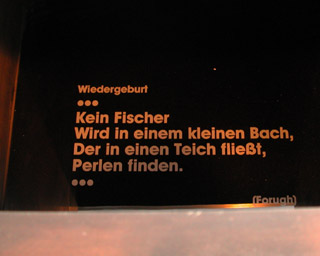 Wiedergeburt
•••
Kein Fischer
Wird in einem kleinen Bach,
Der in einen Teich fließt,
Perlen finden.
•••
(Forugh)